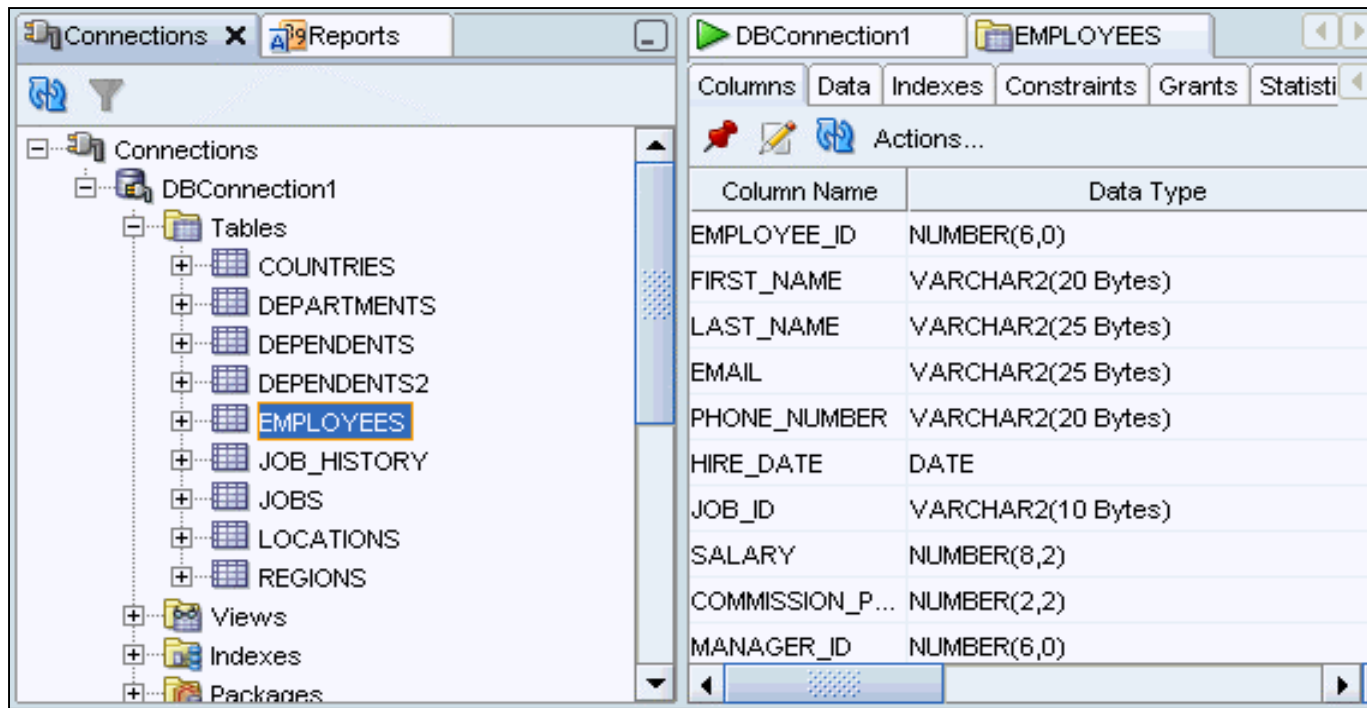 Connections
Reports
Connections
DBConnection1
Tables
COUNTRIES
DEPARTMENTS
DEPENDENTS
DEPENDENTS2
EMPLOYEES
JOB_HISTORY
JOBS
LOCATIONS
REGIONS
Views
Indexes
Packages
DBConnection1 EMPLOYEES
Columns Data Indexes Constraints Grants Statisti
Actions...
Column Name Data Type
EMPLOYEE_ID NUMBER(6,0)
FIRST_NAME VARCHAR2(20 Bytes)
LAST_NAME VARCHAR2(25 Bytes)
EMAIL VARCHAR2(25 Bytes)
PHONE_NUMBER VARCHAR2(20 Bytes)
HIRE_DATE DATE
JOB_ID VARCHAR2(10 Bytes)
SALARY NUMBER(8,2)
COMMISSION_P... NUMBER(2,2)
MANAGER_ID NUMBER(6,0)